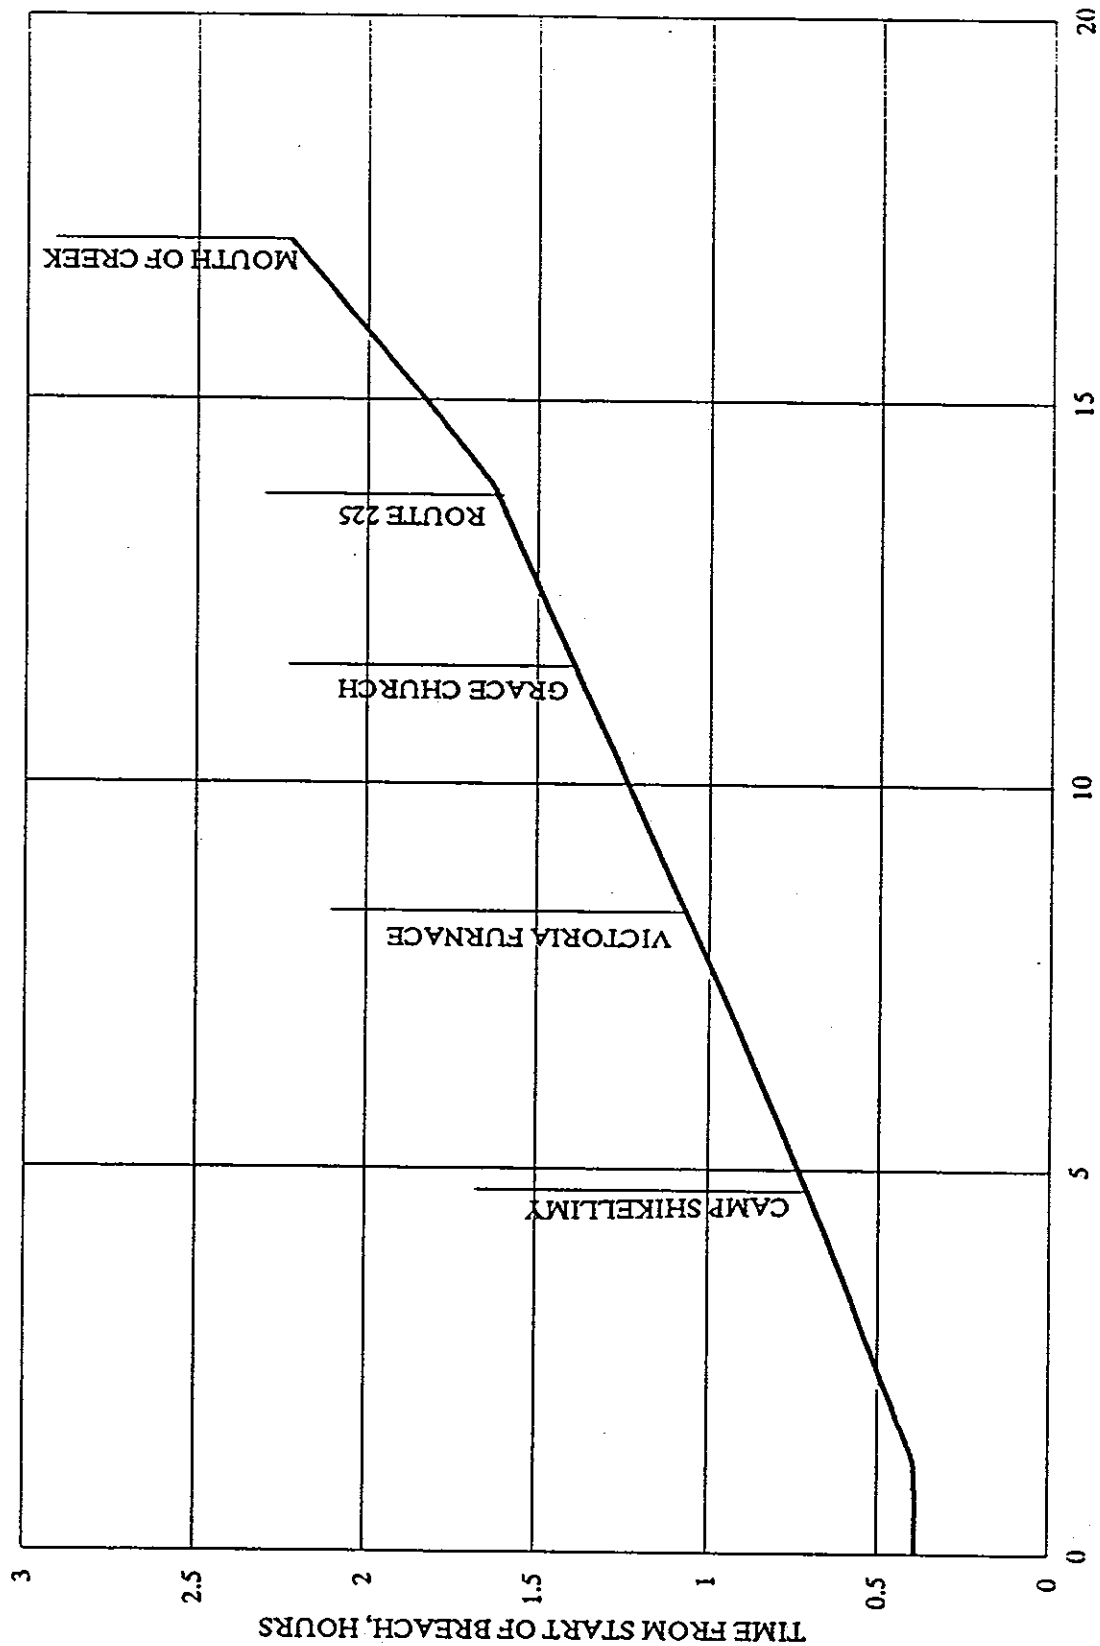 TIME FROM START OF BREACH, HOURS
3
2.5
2
1.5
1
0.5
0
0
5
10
15
20
CAMP SHIKELLIMY
VICTORIA FURNACE
GRACE CHURCH
ROUTE 225
MOUTH OF CREEK